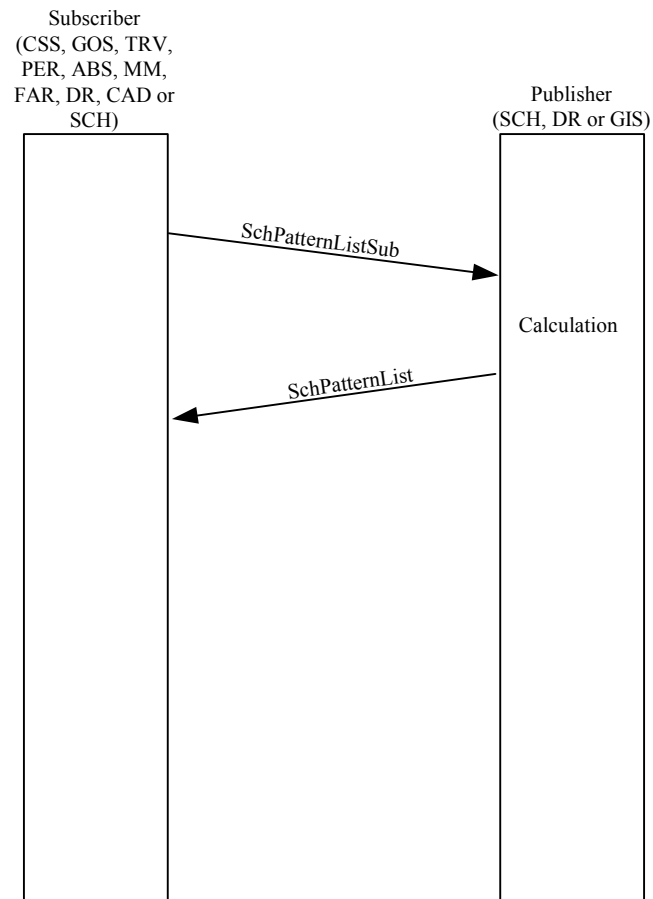 Subscriber
(CSS, GOS, TRV,
PER, ABS, MM,
FAR, DR, CAD or
SCH)
Publisher
(SCH, DR or GIS)
SchPatternListSub
Calculation
SchPatternList